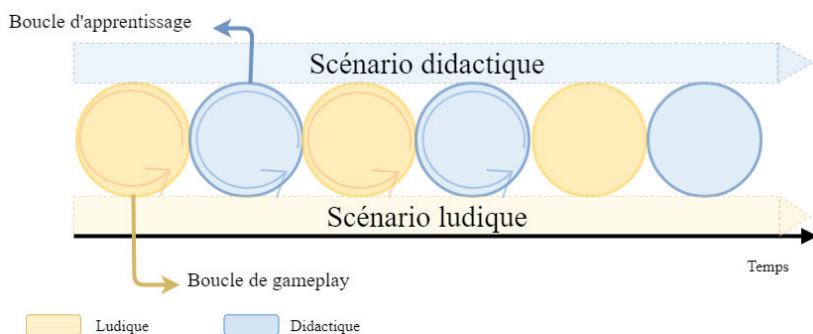 Boucle d'apprentissage
Scénario didactique
Scénario ludique
Temps
Boucle de gameplay
Ludique
Didactique